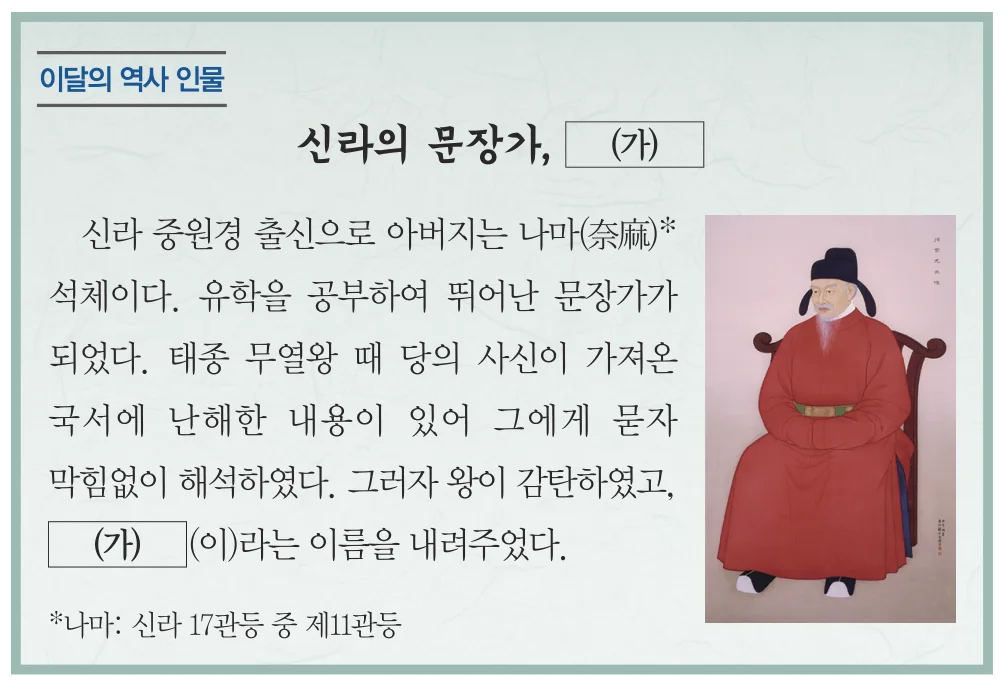 이달의 역사 인물
신라의 문장가, (가)
신라 중원경 출신으로 아버지는 나마(奈麻)*
석체이다. 유학을 공부하여 뛰어난 문장가가
되었다. 태종 무열왕 때 당의 사신이 가져온
국서에 난해한 내용이 있어 그에게 묻자
막힘없이 해석하였다. 그러자 왕이 감탄하였고,
(가) (이)라는 이름을 내려주었다.
*나마: 신라 17관등 중 제11관등